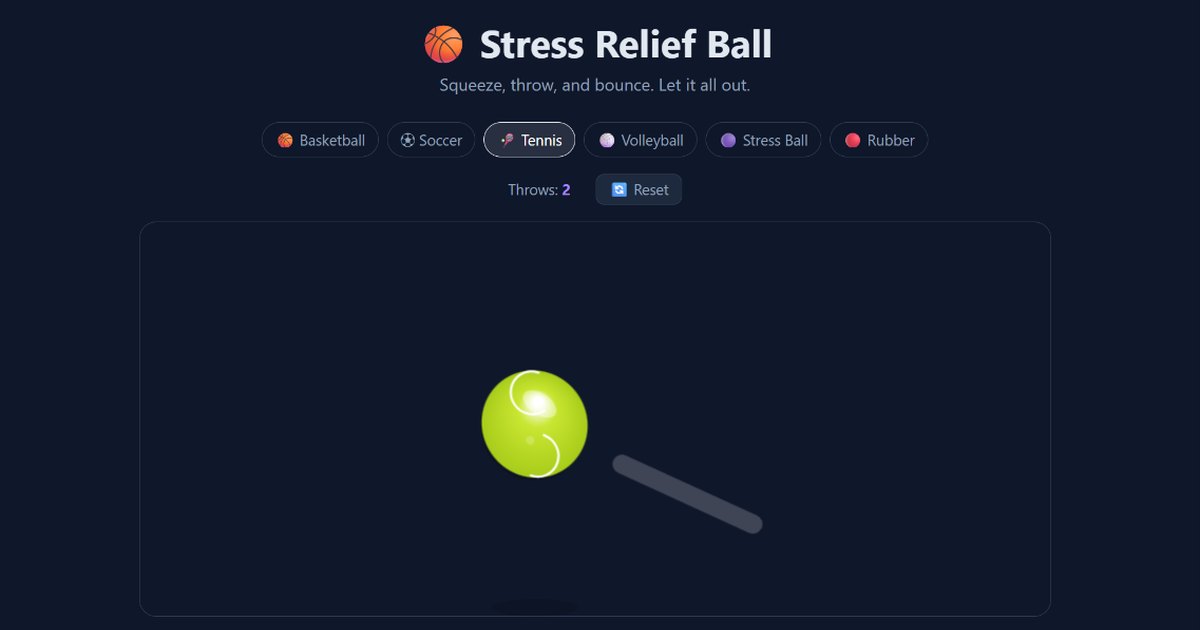 Stress Relief Ball
Squeeze, throw, and bounce. Let it all out.
Basketball Soccer Tennis Volleyball Stress Ball Rubber
Throws: 2 Reset